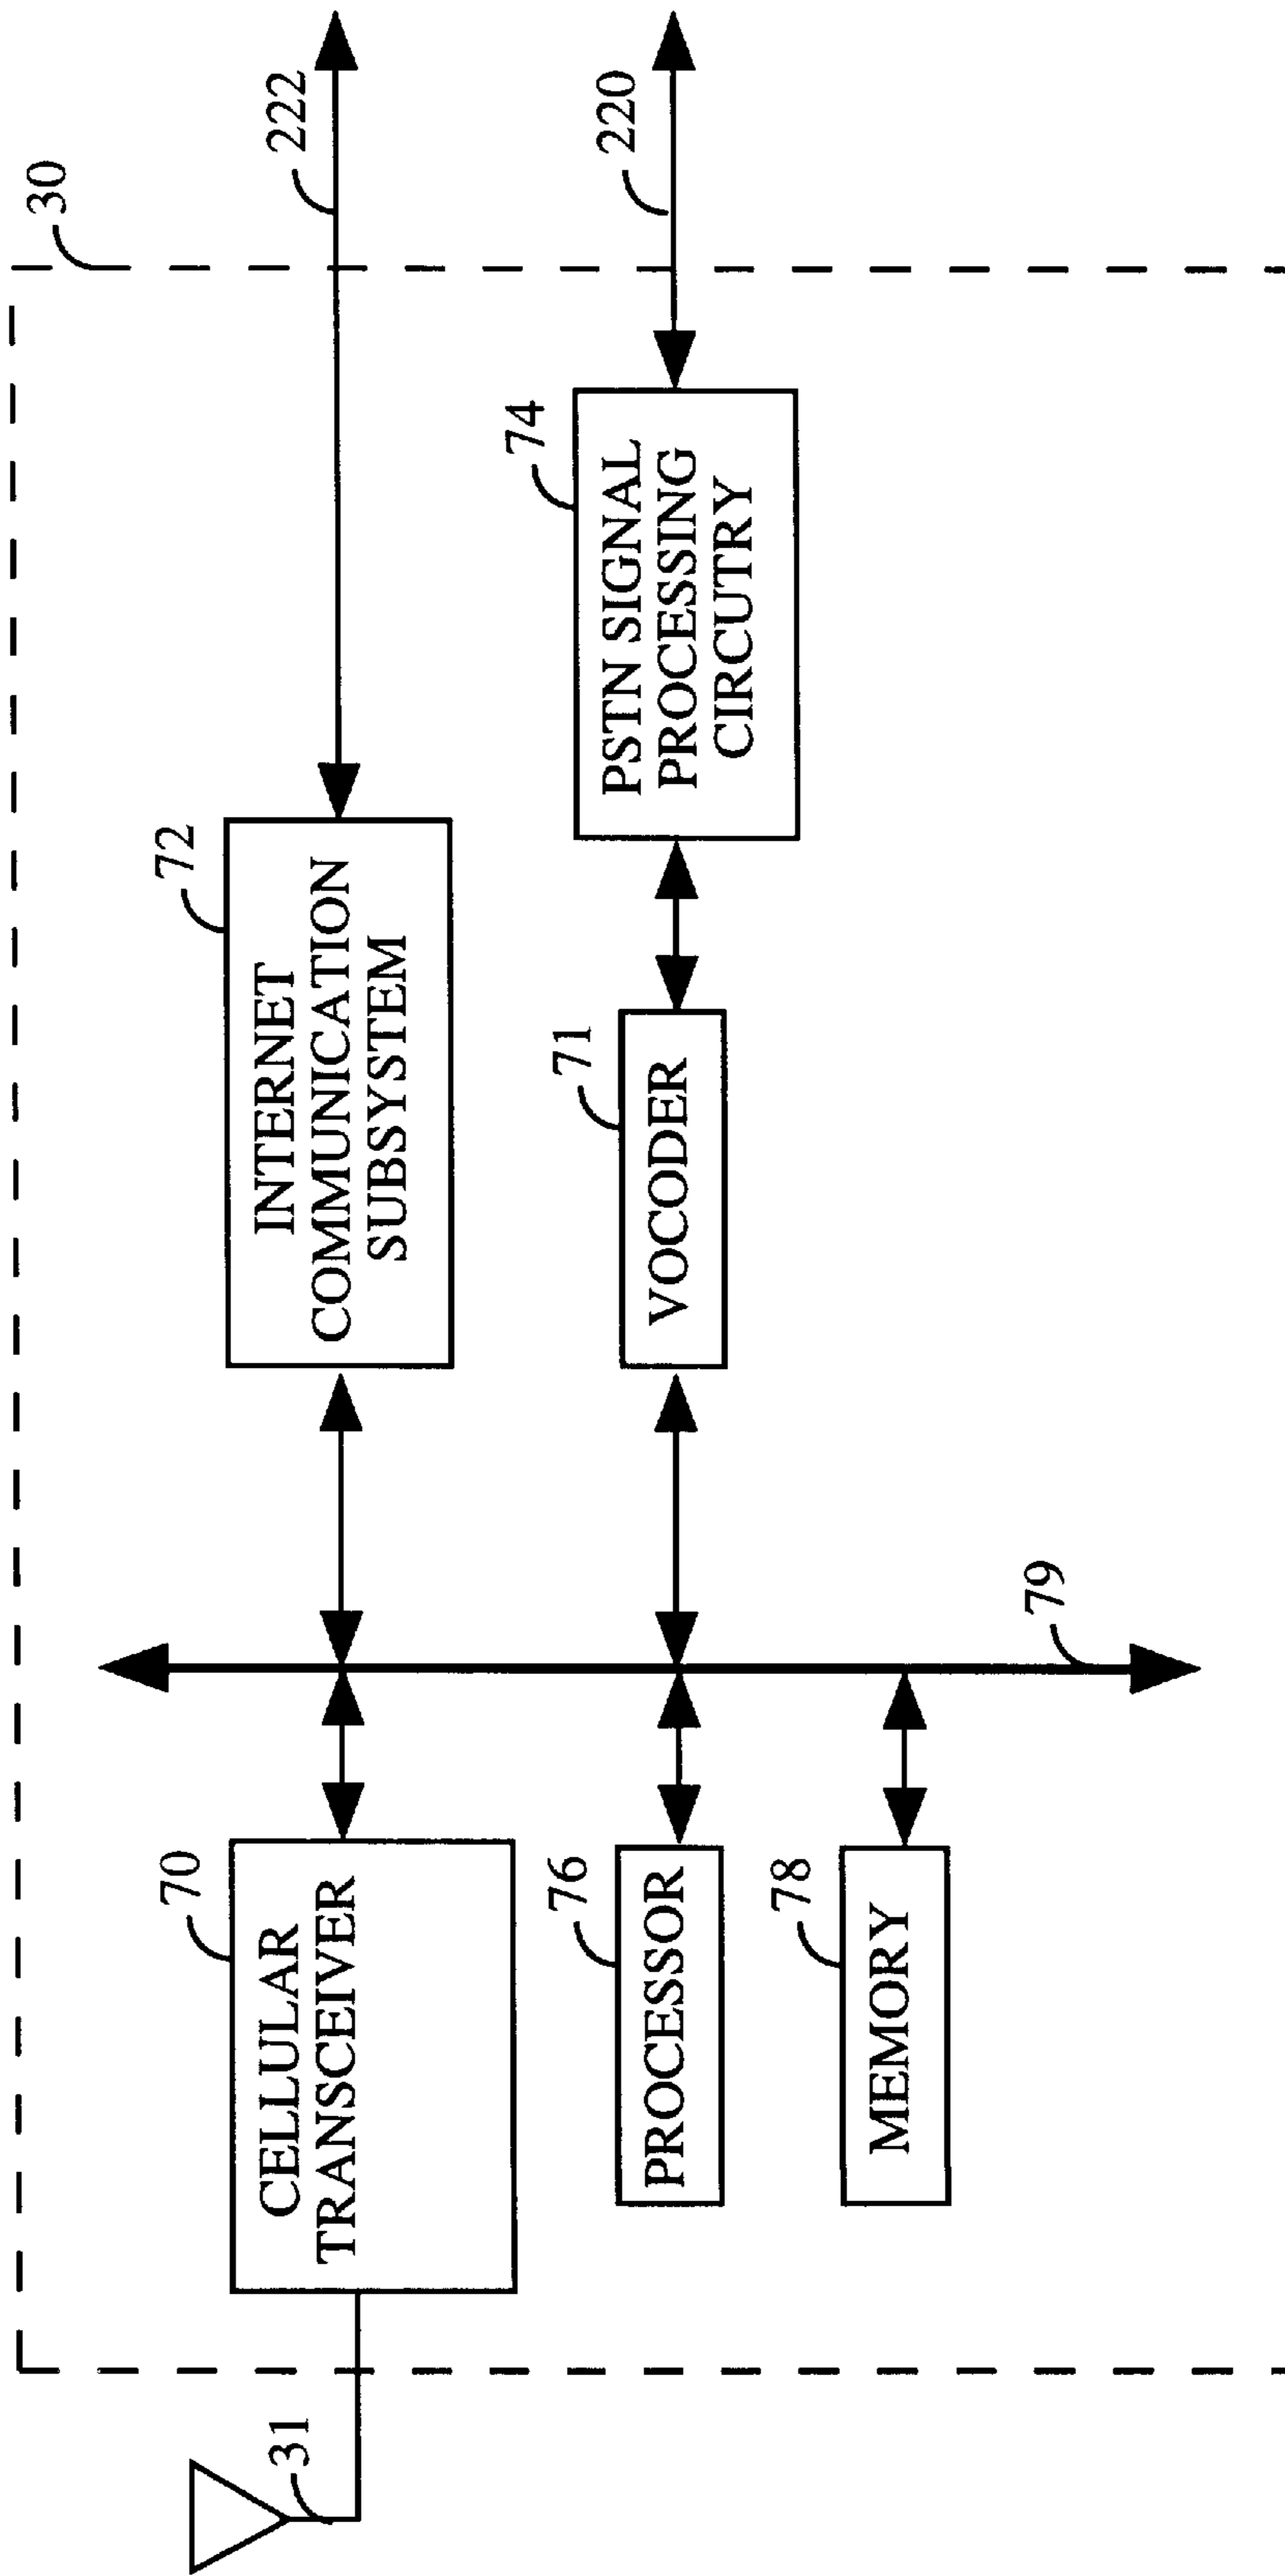 30
222
220
72
INTERNET
COMMUNICATION
SUBSYSTEM
74
PSTN SIGNAL
PROCESSING
CIRCUTRY
71
VOCODER
79
70
CELLULAR
TRANSCEIVER
76
PROCESSOR
78
MEMORY
31